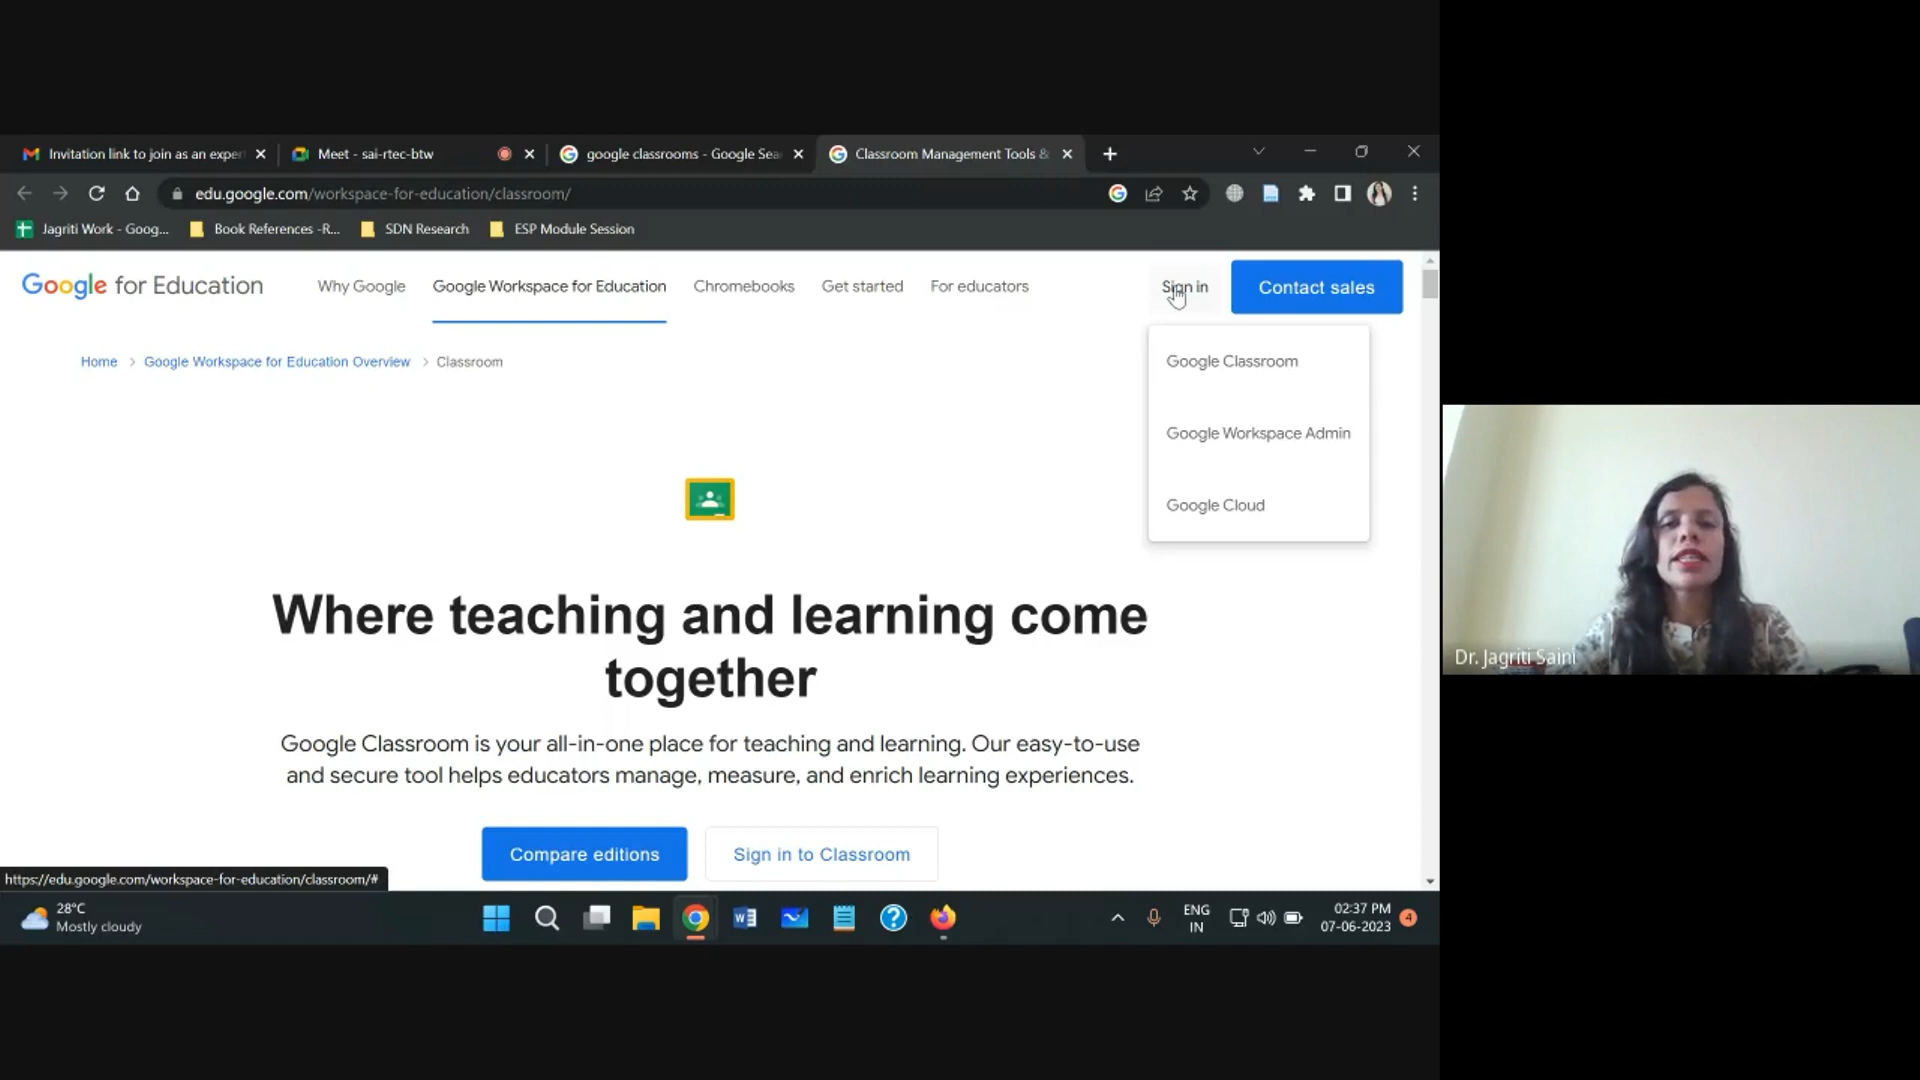 Invitation link to join as an exper
Meet - sai-rtec-btw
google classrooms - Google Sea
Classroom Management Tools &
edu.google.com/workspace-for-education/classroom/
Jagriti Work - Goog...
Book References -R...
SDN Research
ESP Module Session
Google for Education
Why Google
Google Workspace for Education
Chromebooks
Get started
For educators
Sign in
Contact sales
Home > Google Workspace for Education Overview > Classroom
Google Classroom
Google Workspace Admin
Google Cloud
Where teaching and learning come
together
Google Classroom is your all-in-one place for teaching and learning. Our easy-to-use
and secure tool helps educators manage, measure, and enrich learning experiences.
Compare editions
Sign in to Classroom
https://edu.google.com/workspace-for-education/classroom/#
28°C
Mostly cloudy
ENG
IN
02:37 PM
07-06-2023
4
Dr. Jagriti Saini